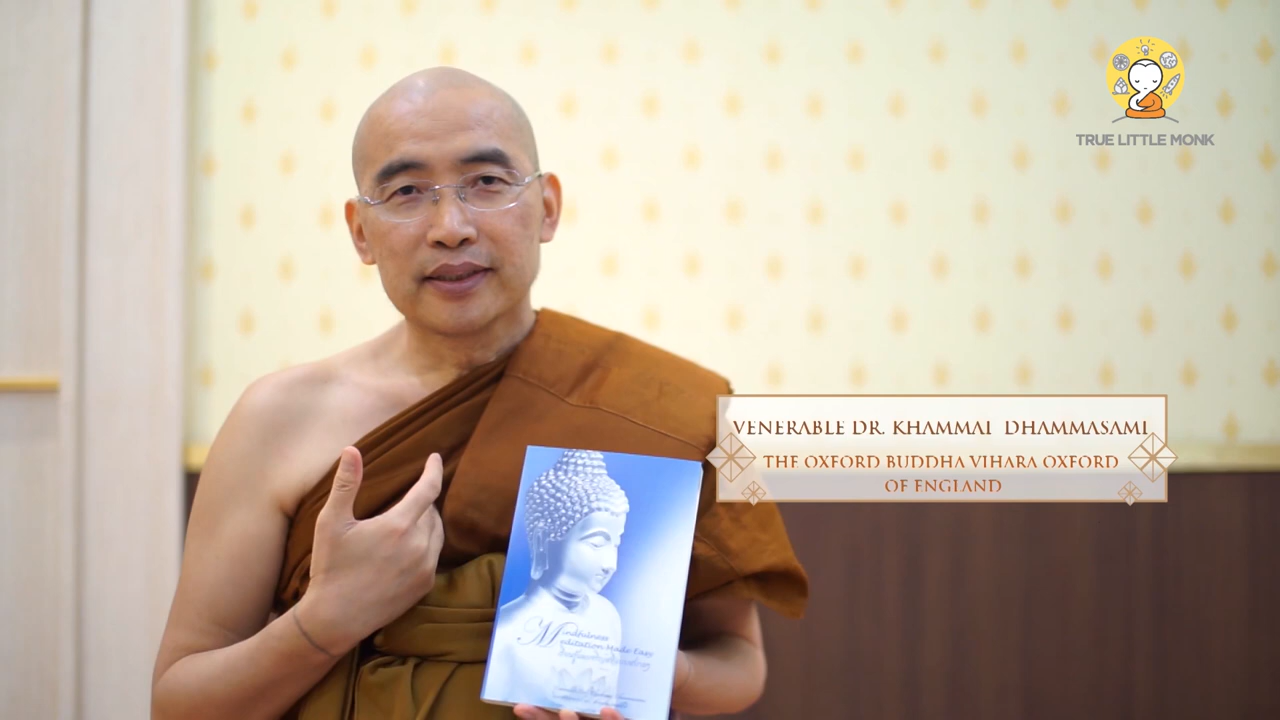 TRUE LITTLE MONK
VENERABLE DR. KHAMMAI DHAMMASAMI
THE OXFORD BUDDHA VIHARA OXFORD
OF ENGLAND
Mindfulness
Meditation Made Easy